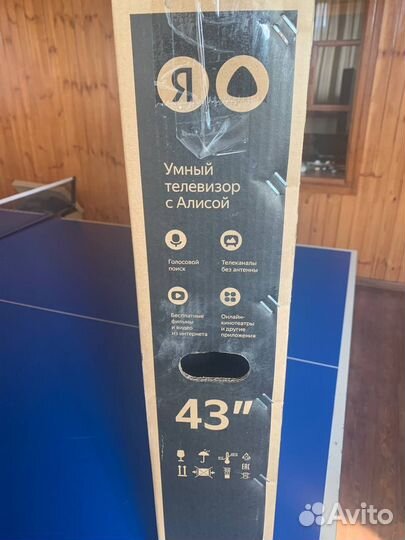 Я
Умный
телевизор
с Алисой
Голосовой
поиск
Телеканалы
без антенны
Бесплатные
фильмы
и видео
из интернета
Онлайн-
кинотеатры
и другие
приложения
43"
Avito